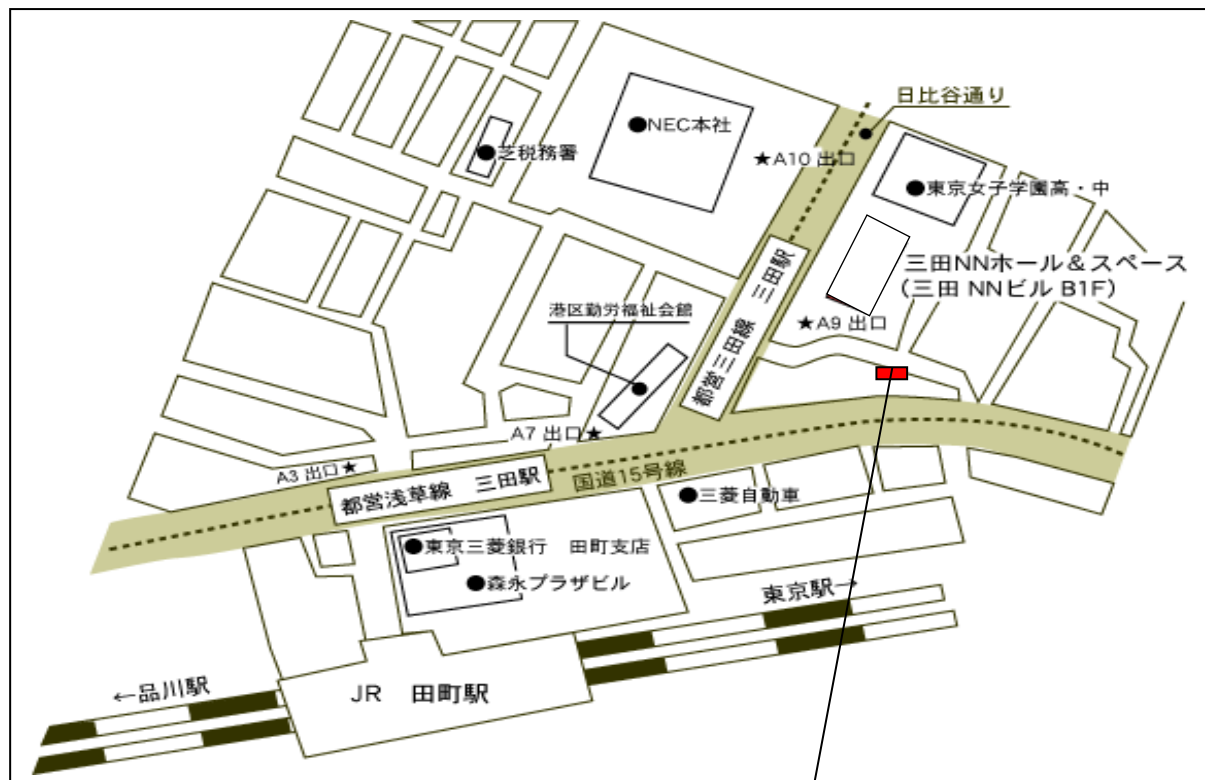 日比谷通り
●NEC本社
●芝税務署
★A10 出口
●東京女子学園高・中
三田NNホール＆スペース
（三田 NNビル B1F）
港区勤労福祉会館
都営三田線　三田駅
★A9 出口
A7 出口★
A3 出口★
都営浅草線　三田駅
国道15号線
●三菱自動車
●東京三菱銀行　田町支店
●森永プラザビル
東京駅→
←品川駅
JR　田町駅